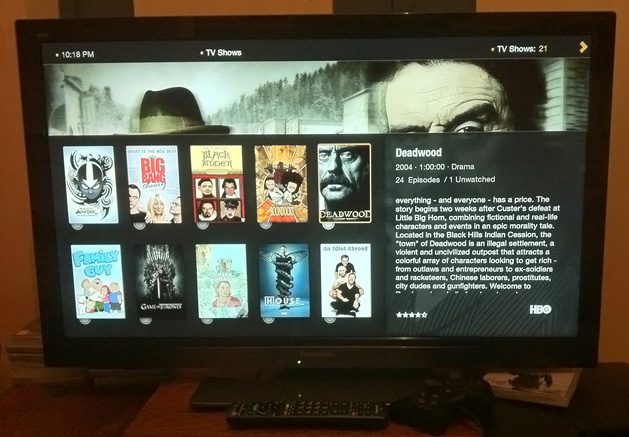 10:18 PM
TV Shows
TV Shows: 21
AVATAR
BIG
BANG
theory
BLACK
ADDER
DEADWOOD
Deadwood
2004 · 1:00:00 · Drama
24 Episodes / 1 Unwatched
everything - and everyone - has a price. The
story begins two weeks after Custer's defeat at
Little Big Horn, combining fictional and real-life
characters and events in an epic morality tale.
Located in the Black Hills Indian Cession, the
"town" of Deadwood is an illegal settlement, a
violent and uncivilized outpost that attracts a
colorful array of characters looking to get rich -
from outlaws and entrepreneurs to ex-soldiers
and racketeers, Chinese laborers, prostitutes,
city dudes and gunfighters. Welcome to
FAMILY
GUY
GAME OF THRONES
HOUSE
An Idiot Abroad
HBO